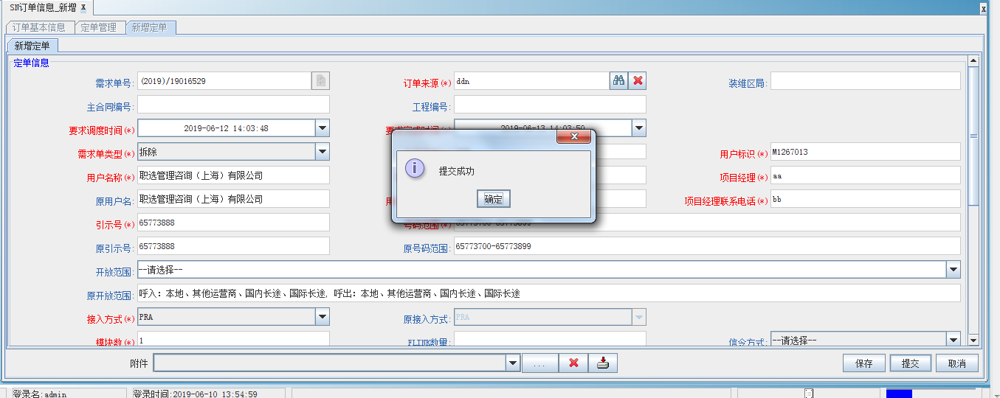 SN订单信息_新增 X
订单基本信息 定单管理 新增定单
新增定单
定单信息
需求单号: (2019)/19016529 订单来源(*) ddn 装维区局:
主合同编号: 工程编号:
要求调度时间(*) 2019-06-12 14:03:48 要求完成时间(*) 2019-06-13 14:03:50
需求单类型(*) 拆除 用户标识(*) M1267013
用户名称(*) 职选管理咨询（上海）有限公司 项目经理(*) aa
原用户名: 职选管理咨询（上海）有限公司 项目经理联系电话(*) bb
提交成功
确定
引示号(*) 65773888 号码范围(*) 65773700-65773899
原引示号: 65773888 原号码范围: 65773700-65773899
开放范围: --请选择--
原开放范围: 呼入：本地、其他运营商、国内长途、国际长途, 呼出：本地、其他运营商、国内长途、国际长途
接入方式(*) PRA 原接入方式: PRA
模块数(*) 1 FLINK数量: 信令方式: --请选择--
附件 ... 保存 提交 取消
登录名:admin 登录时间:2019-06-10 13:54:59